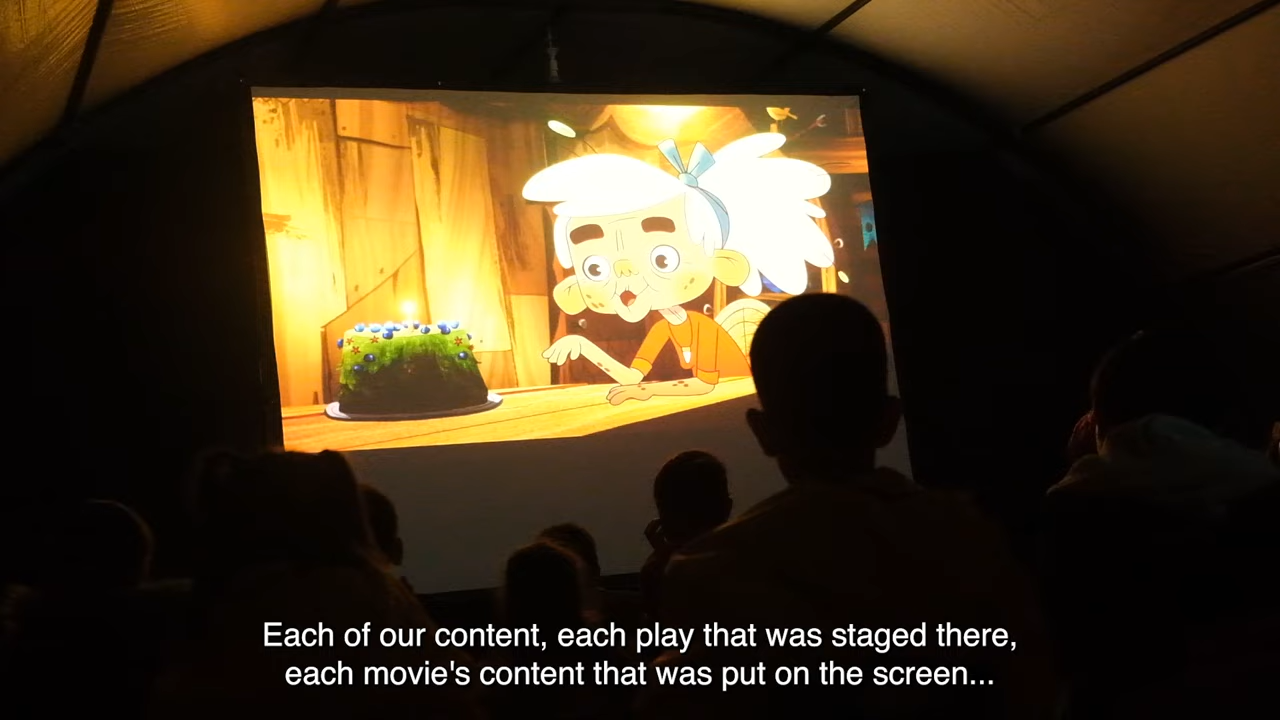 Each of our content, each play that was staged there,
each movie's content that was put on the screen...